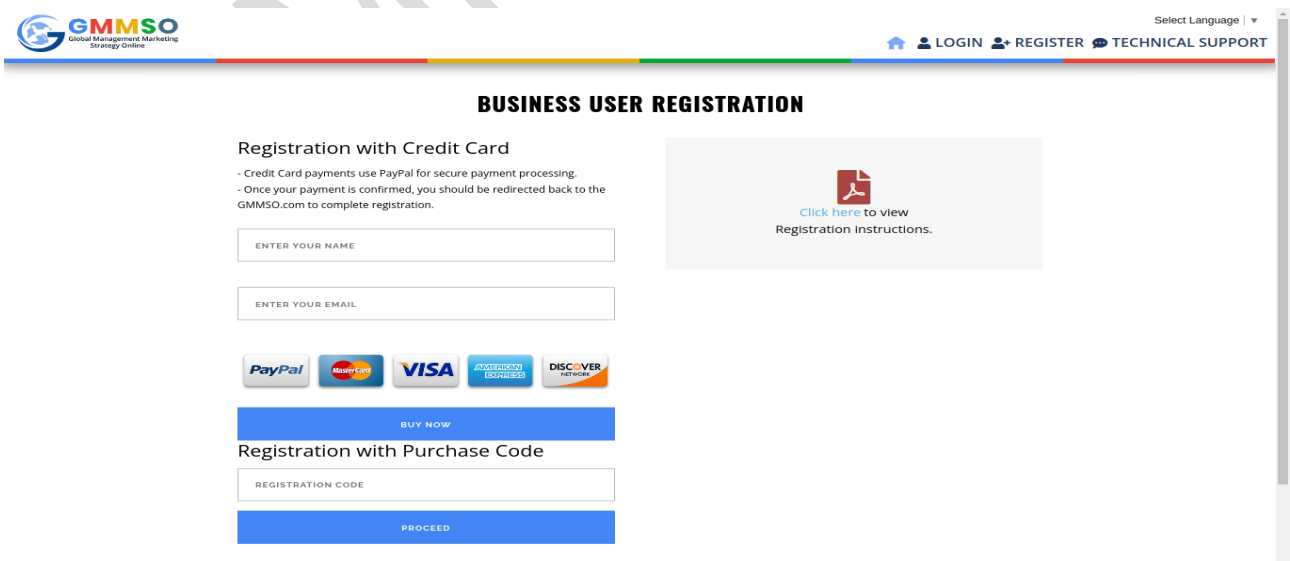 GMMSO
Global Management Marketing
Strategy Online
Select Language ▼
LOGIN REGISTER TECHNICAL SUPPORT
BUSINESS USER REGISTRATION
Registration with Credit Card
- Credit Card payments use PayPal for secure payment processing.
- Once your payment is confirmed, you should be redirected back to the
GMMSO.com to complete registration.
ENTER YOUR NAME
ENTER YOUR EMAIL
PayPal MasterCard VISA AMERICAN EXPRESS DISCOVER NETWORK
BUY NOW
Registration with Purchase Code
REGISTRATION CODE
PROCEED
Click here to view
Registration instructions.